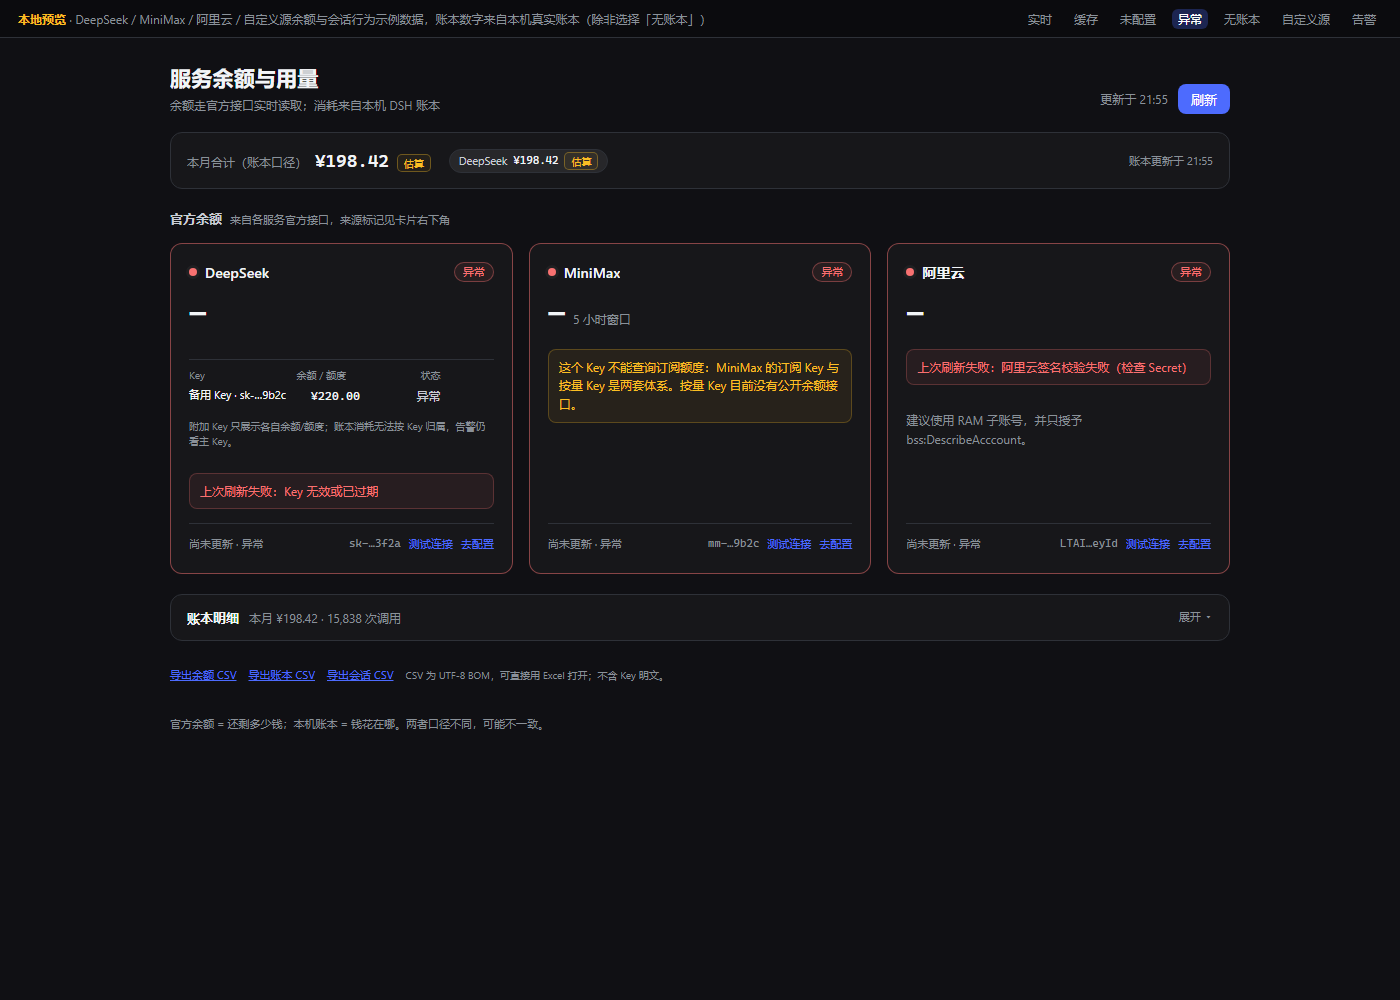 本地预览 · DeepSeek / MiniMax / 阿里云 / 自定义源余额与会话行为示例数据，账本数字来自本机真实账本（除非选择「无账本」）
实时 缓存 未配置 异常 无账本 自定义源 告警
服务余额与用量
余额走官方接口实时读取；消耗来自本机 DSH 账本
更新于 21:55 刷新
本月合计（账本口径） ¥198.42 估算 DeepSeek ¥198.42 估算 账本更新于 21:55
官方余额 来自各服务官方接口，来源标记见卡片右下角
DeepSeek 异常
—
Key 余额 / 额度 状态
备用 Key · sk-…9b2c ¥220.00 异常
附加 Key 只展示各自余额/额度；账本消耗无法按 Key 归属，告警仍
看主 Key。
上次刷新失败：Key 无效或已过期
尚未更新 · 异常 sk-…3f2a 测试连接 去配置
MiniMax 异常
— 5 小时窗口
这个 Key 不能查询订阅额度：MiniMax 的订阅 Key 与
按量 Key 是两套体系。按量 Key 目前没有公开余额接
口。
尚未更新 · 异常 mm-…9b2c 测试连接 去配置
阿里云 异常
—
上次刷新失败：阿里云签名校验失败（检查 Secret）
建议使用 RAM 子账号，并只授予
bss:DescribeAcccount。
尚未更新 · 异常 LTAI…eyId 测试连接 去配置
账本明细 本月 ¥198.42 · 15,838 次调用 展开
导出余额 CSV 导出账本 CSV 导出会话 CSV CSV 为 UTF-8 BOM，可直接用 Excel 打开；不含 Key 明文。
官方余额 = 还剩多少钱；本机账本 = 钱花在哪。两者口径不同，可能不一致。